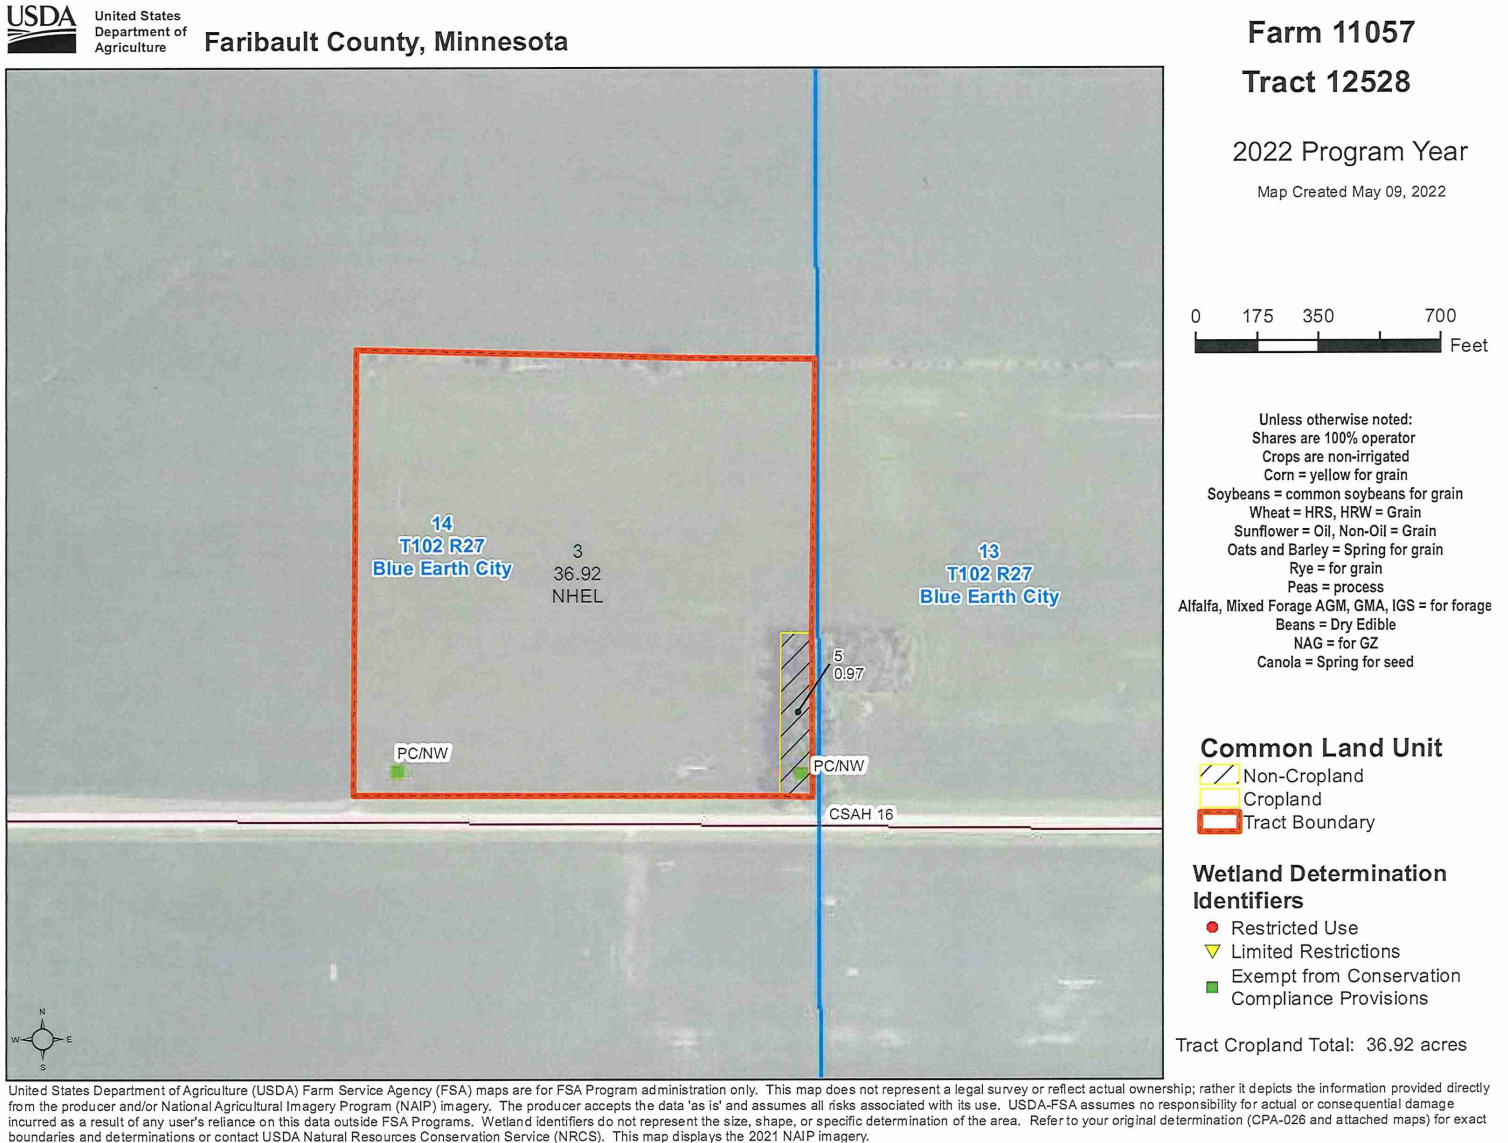 USDA
United States
Department of
Agriculture
Faribault County, Minnesota
Farm 11057
Tract 12528
2022 Program Year
Map Created May 09, 2022
0 175 350 700
Feet
Unless otherwise noted:
Shares are 100% operator
Crops are non-irrigated
Corn = yellow for grain
Soybeans = common soybeans for grain
Wheat = HRS, HRW = Grain
Sunflower = Oil, Non-Oil = Grain
Oats and Barley = Spring for grain
Rye = for grain
Peas = process
Alfalfa, Mixed Forage AGM, GMA, IGS = for forage
Beans = Dry Edible
NAG = for GZ
Canola = Spring for seed
14
T102 R27
Blue Earth City
3
36.92
NHEL
13
T102 R27
Blue Earth City
5
0.97
PC/NW
PC/NW
CSAH 16
Common Land Unit
Non-Cropland
Cropland
Tract Boundary
Wetland Determination
Identifiers
Restricted Use
Limited Restrictions
Exempt from Conservation
Compliance Provisions
Tract Cropland Total: 36.92 acres
N
W E
S
United States Department of Agriculture (USDA) Farm Service Agency (FSA) maps are for FSA Program administration only. This map does not represent a legal survey or reflect actual ownership; rather it depicts the information provided directly
from the producer and/or National Agricultural Imagery Program (NAIP) imagery. The producer accepts the data 'as is' and assumes all risks associated with its use. USDA-FSA assumes no responsibility for actual or consequential damage
incurred as a result of any user's reliance on this data outside FSA Programs. Wetland identifiers do not represent the size, shape, or specific determination of the area. Refer to your original determination (CPA-026 and attached maps) for exact
boundaries and determinations or contact USDA Natural Resources Conservation Service (NRCS). This map displays the 2021 NAIP imagery.